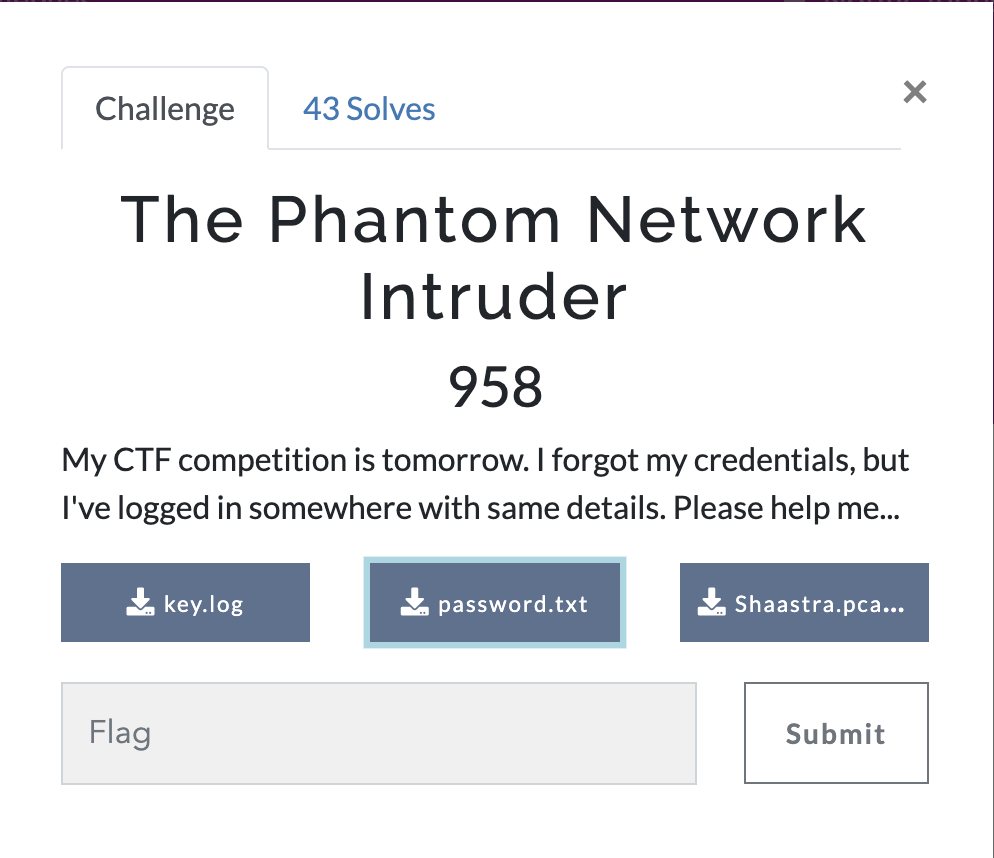 Challenge
43 Solves
×
The Phantom Network
Intruder
958
My CTF competition is tomorrow. I forgot my credentials, but
I've logged in somewhere with same details. Please help me...
key.log
password.txt
Shaastra.pca...
Flag
Submit